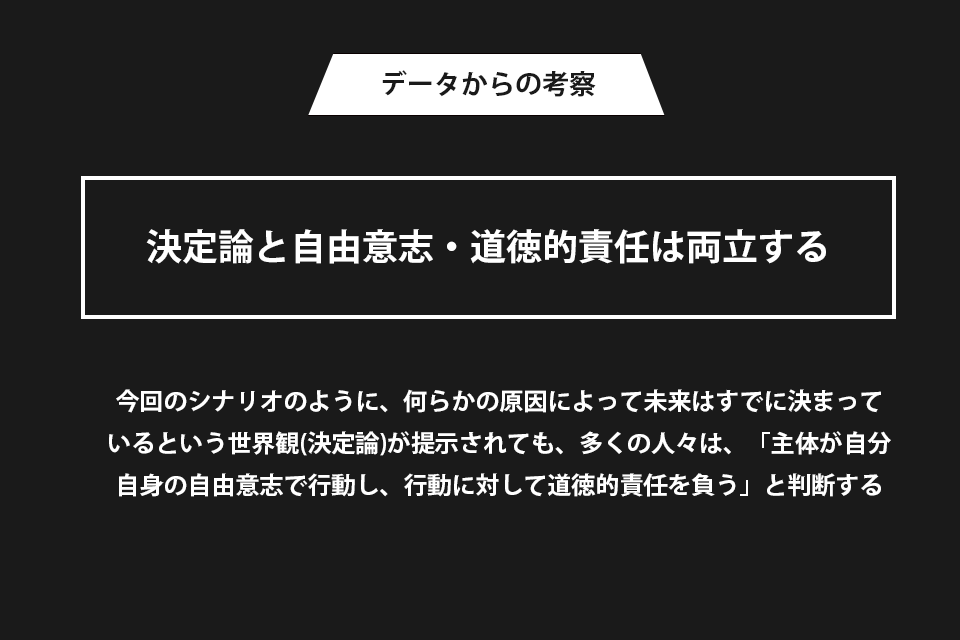 データからの考察
決定論と自由意志・道徳的責任は両立する
今回のシナリオのように、何らかの原因によって未来はすでに決まって
いるという世界観(決定論)が提示されても、多くの人々は、「主体が自分
自身の自由意志で行動し、行動に対して道徳的責任を負う」と判断する